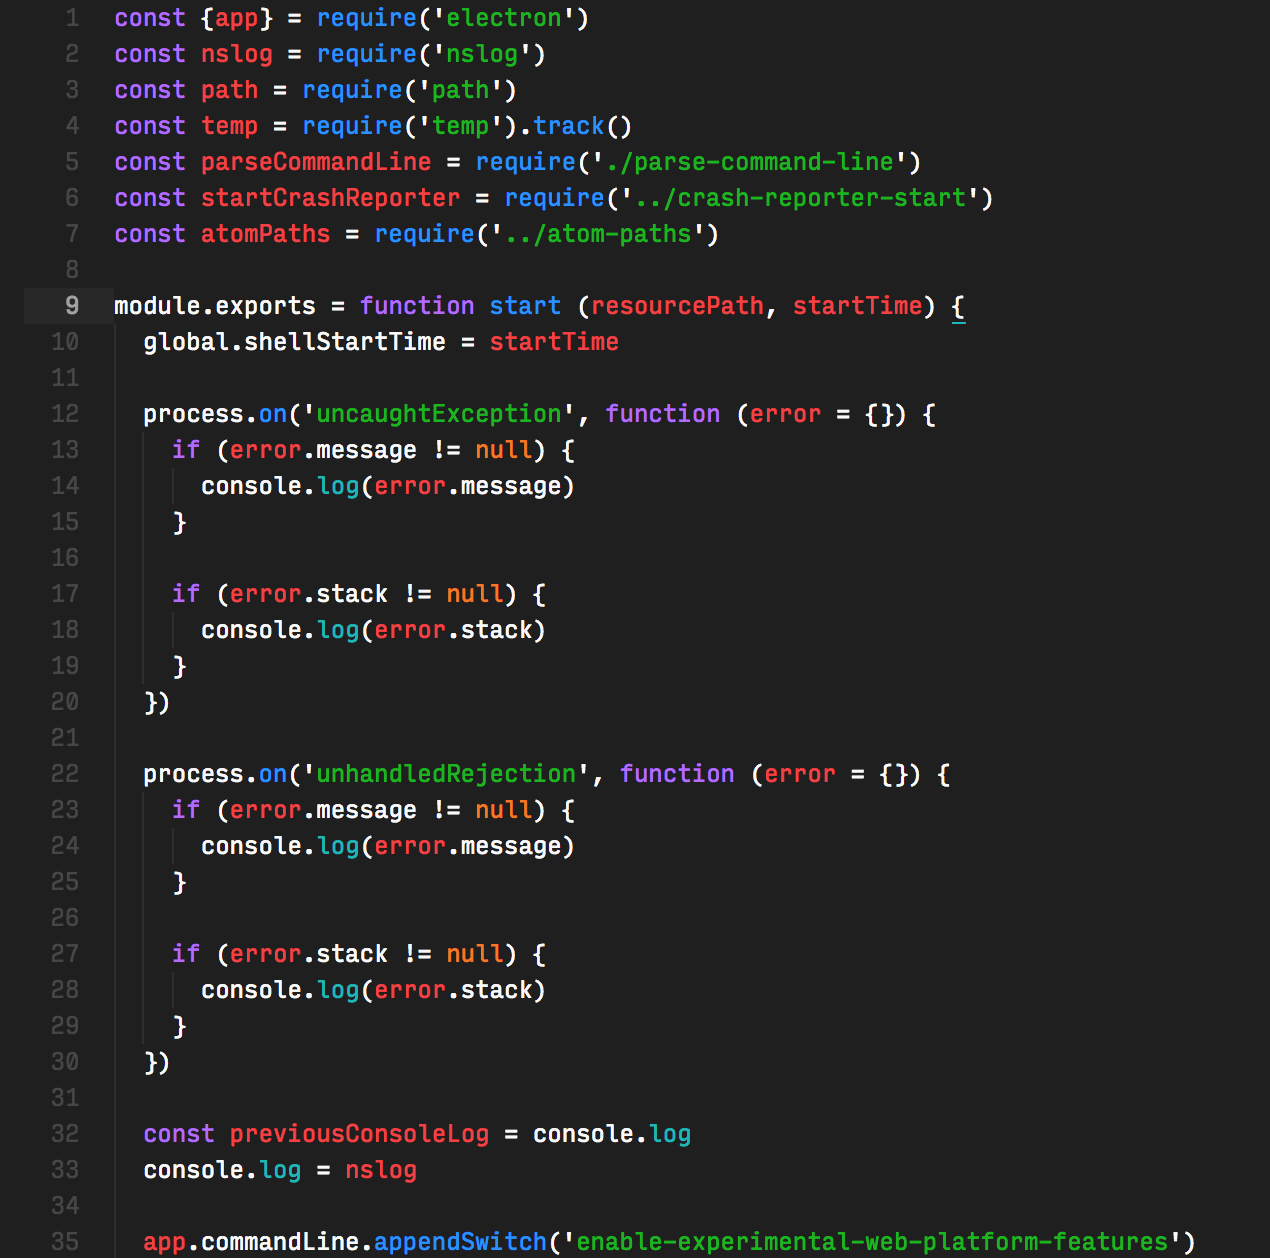 1 const {app} = require('electron')
2 const nslog = require('nslog')
3 const path = require('path')
4 const temp = require('temp').track()
5 const parseCommandLine = require('./parse-command-line')
6 const startCrashReporter = require('../crash-reporter-start')
7 const atomPaths = require('../atom-paths')
8
9 module.exports = function start (resourcePath, startTime) {
10   global.shellStartTime = startTime
11
12   process.on('uncaughtException', function (error = {}) {
13     if (error.message != null) {
14       console.log(error.message)
15     }
16
17     if (error.stack != null) {
18       console.log(error.stack)
19     }
20   })
21
22   process.on('unhandledRejection', function (error = {}) {
23     if (error.message != null) {
24       console.log(error.message)
25     }
26
27     if (error.stack != null) {
28       console.log(error.stack)
29     }
30   })
31
32   const previousConsoleLog = console.log
33   console.log = nslog
34
35   app.commandLine.appendSwitch('enable-experimental-web-platform-features')